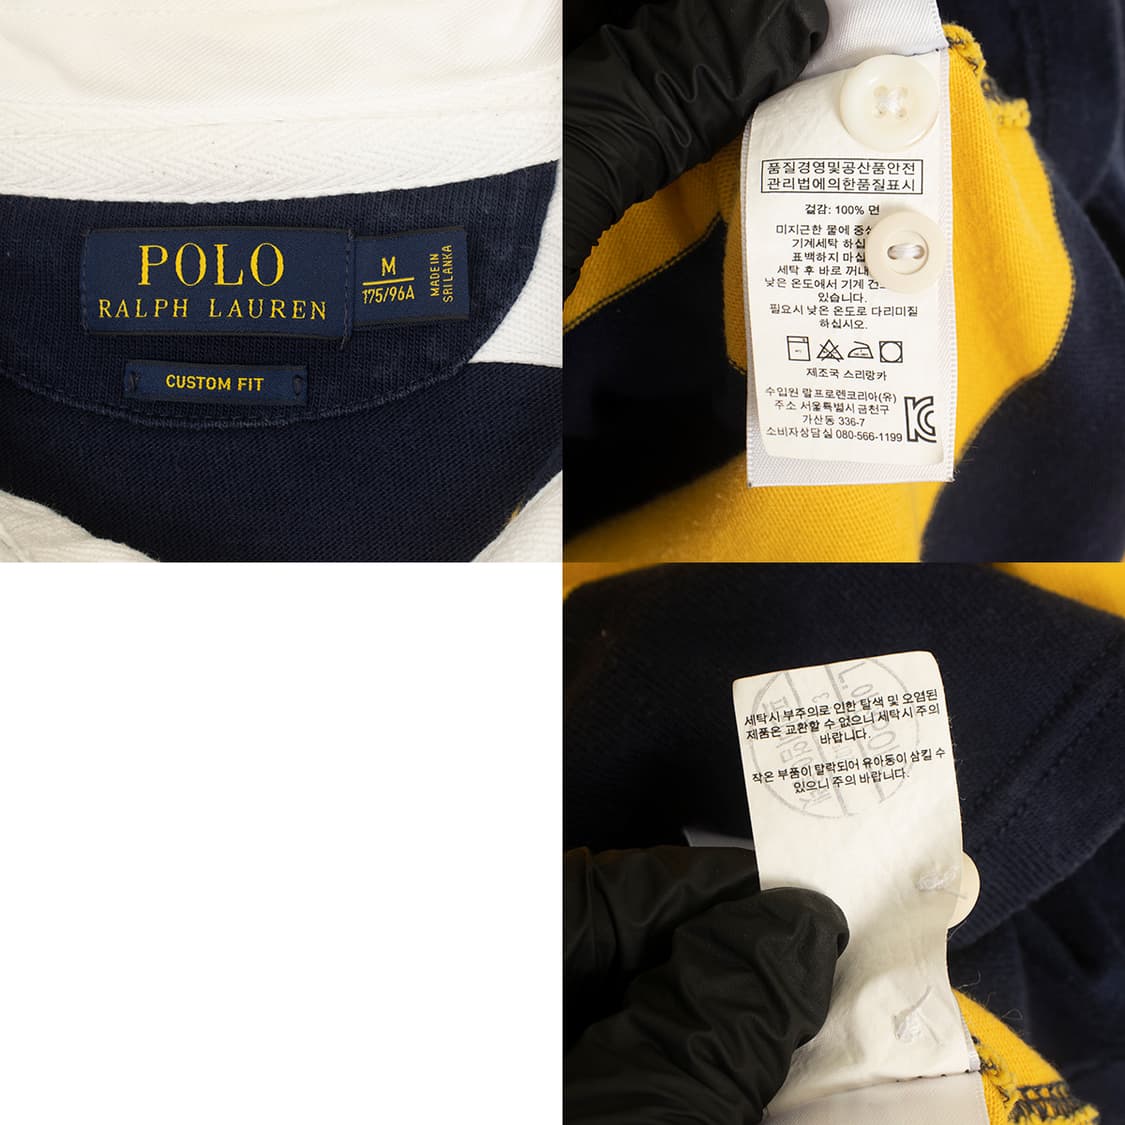 POLO
RALPH LAUREN
M
175/96A
MADE IN
SRI LANKA
CUSTOM FIT
품질경영및공산품안전
관리법에의한품질표시
겉감: 100% 면
미지근한 물에
기계세탁 하십
표백하지 마십
세탁 후 바로 꺼내
낮은 온도에서 기계
있습니다.
필요시 낮은 온도로 다리미질
하십시오.
제조국 스리랑카
수입원 랄프로렌코리아(유)
주소 서울특별시 금천구
가산동 336-7
소비자상담실 080-566-1199
KC
세탁시 부주의로 인한 탈색 및 오염된
제품은 교환할 수 없으니 세탁시 주의
바랍니다.
작은 부품이 탈락되어 유아동이 삼킬 수
있으니 주의 바랍니다.